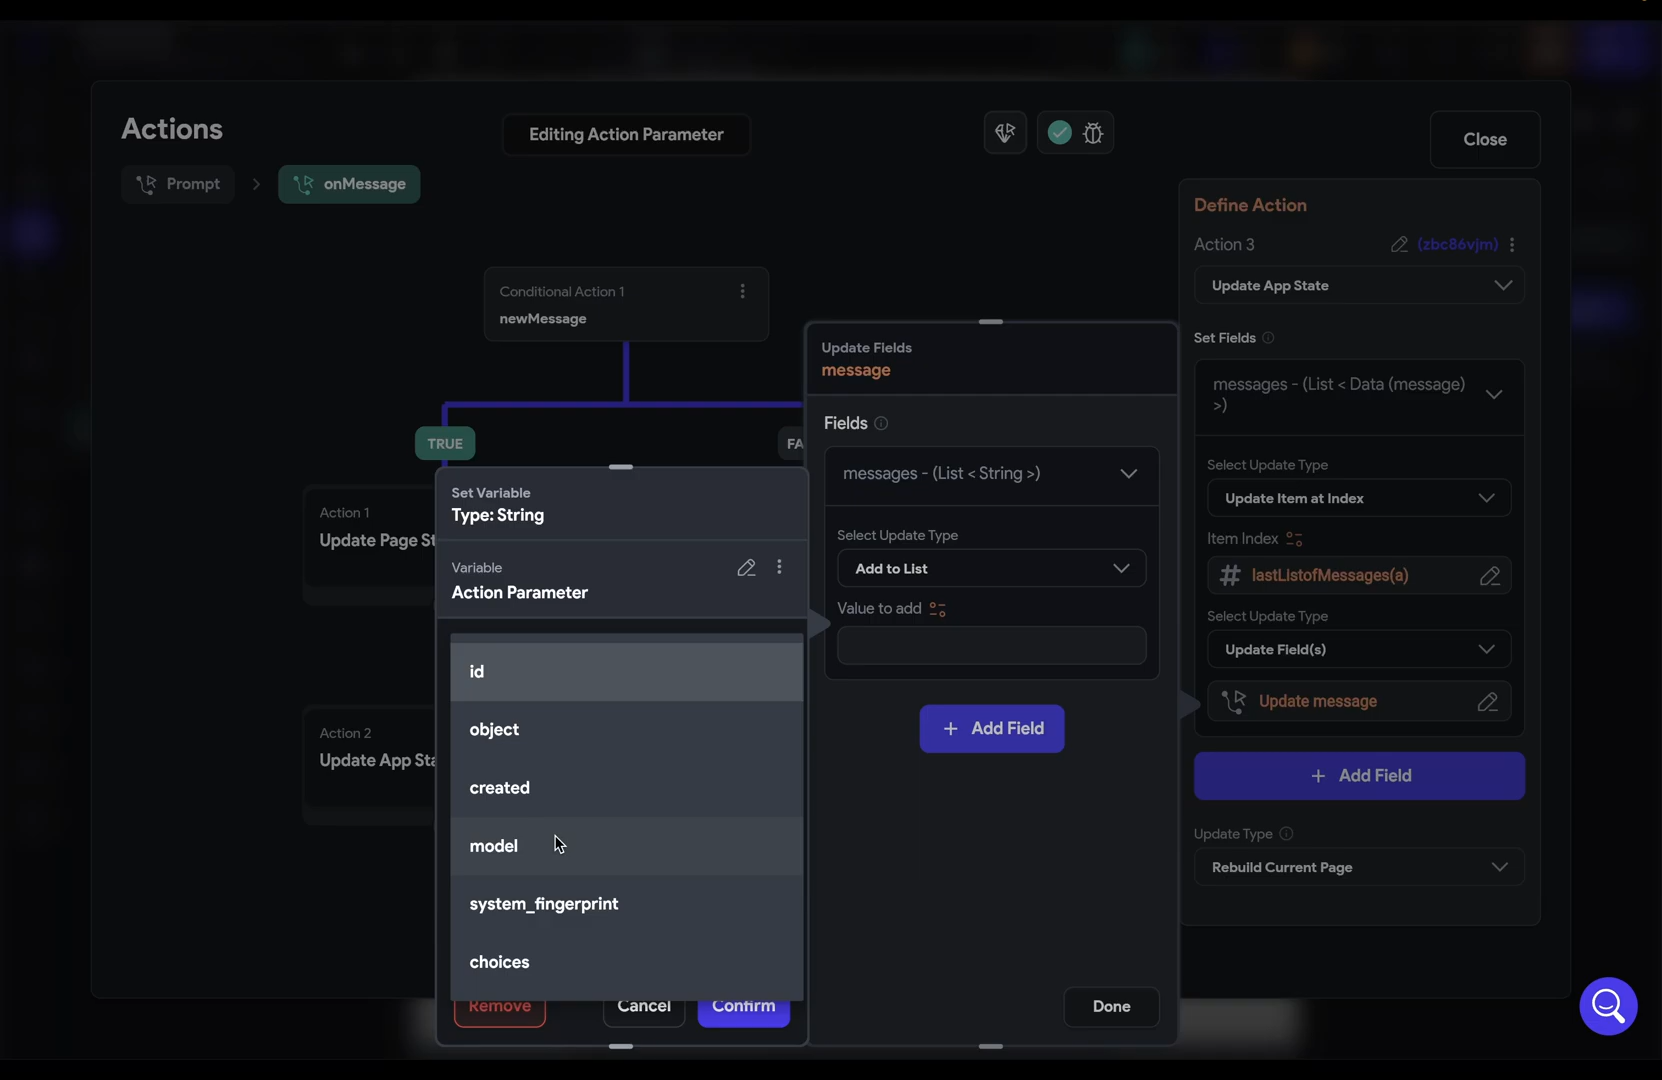 Actions
Editing Action Parameter
Close
Prompt
onMessage
Define Action
Action 3
(zbc86vjm)
Update App State
Conditional Action 1
newMessage
Set Fields
messages - (List < Data (message)
>)
TRUE
FA
Select Update Type
Update Item at Index
Item Index
lastListofMessages(a)
Select Update Type
Update Field(s)
Update message
+ Add Field
Update Type
Rebuild Current Page
Update Fields
message
Fields
messages - (List < String >)
Select Update Type
Add to List
Value to add
+ Add Field
Done
Action 1
Update Page St
Action 2
Update App Sta
Set Variable
Type: String
Variable
Action Parameter
id
object
created
model
system_fingerprint
choices
Remove
Cancel
Confirm